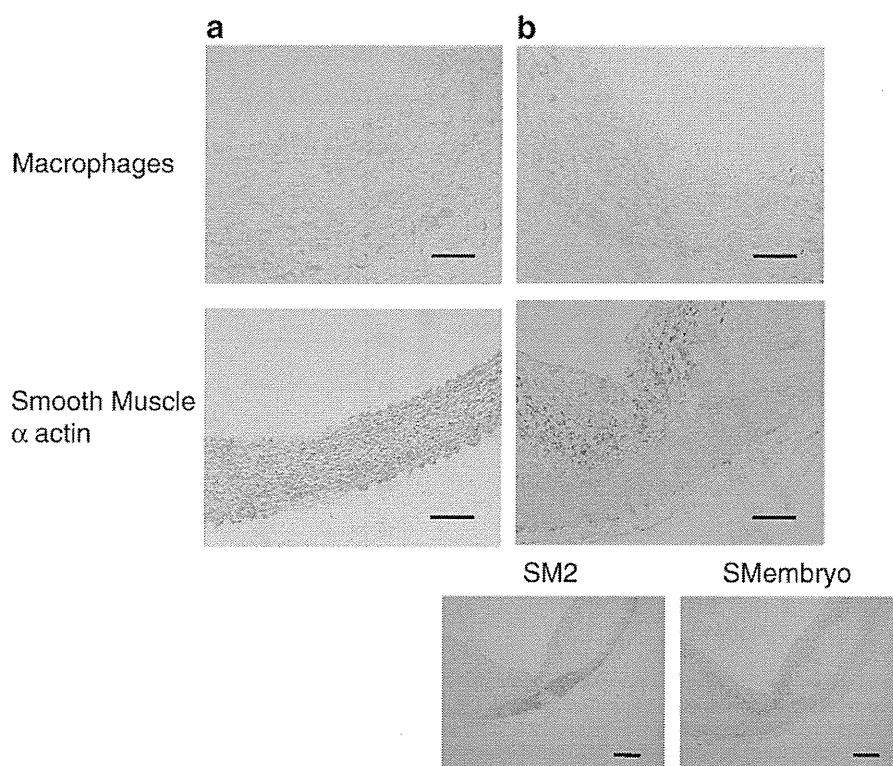 a
b
Macrophages
Smooth Muscle
α actin
SM2
SMembryo